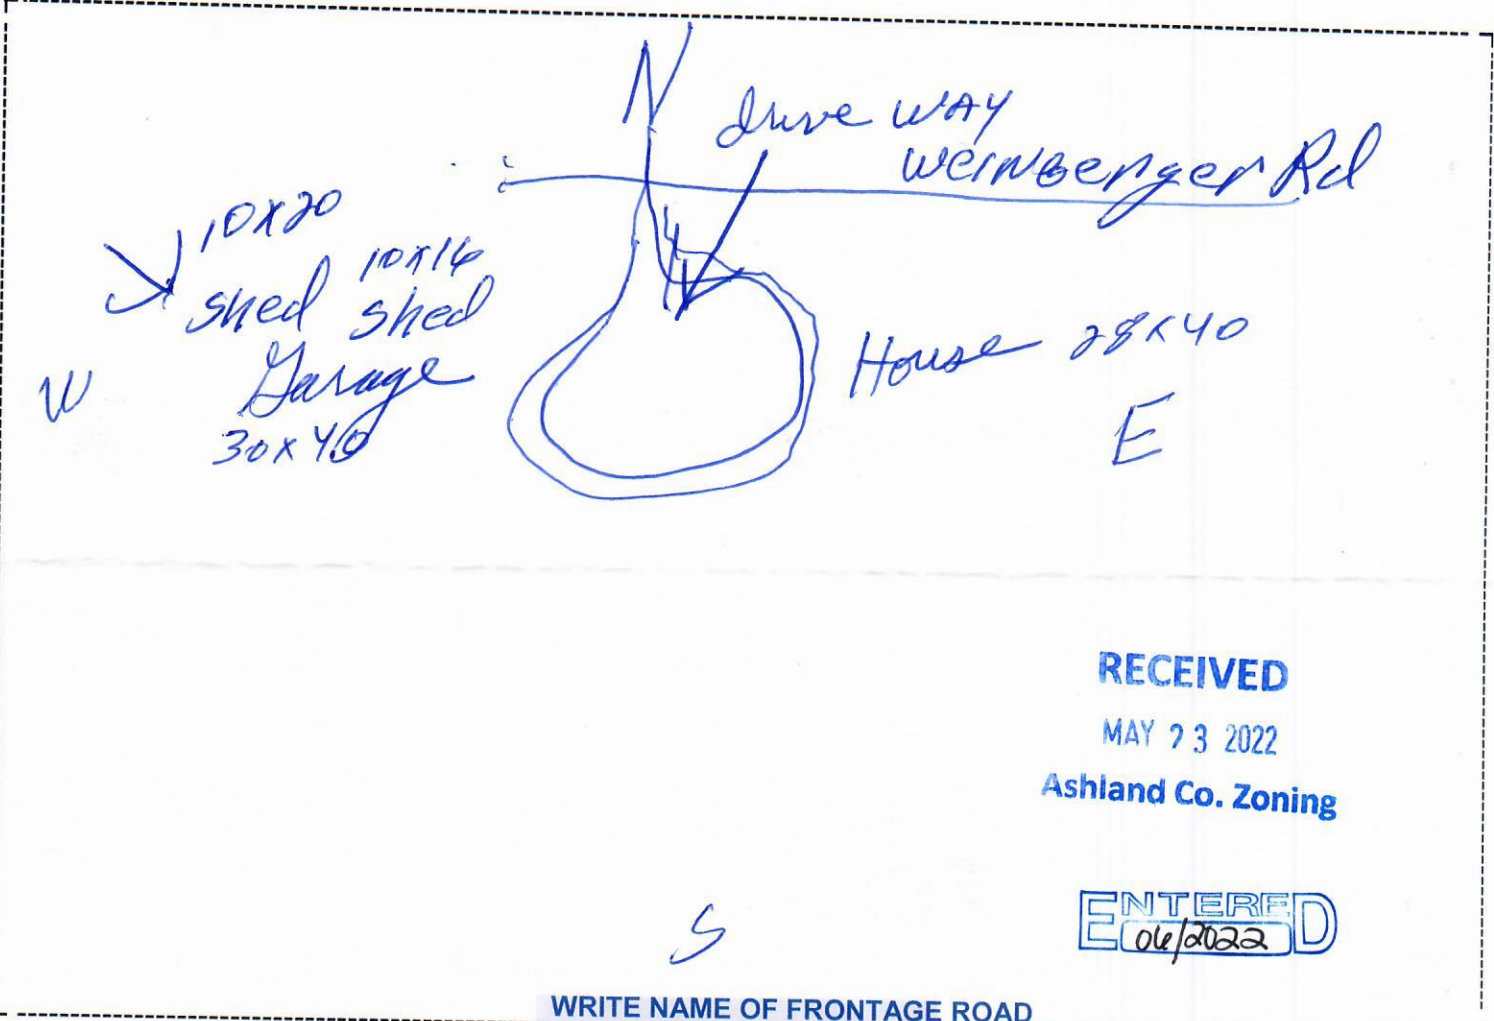 N
drive WAY
WeinBerger Rd
10X20
10X16
shed shed
Garage
30x40
W
House 28x40
E
RECEIVED
MAY 23 2022
Ashland Co. Zoning
S
ENTERED
06/2022
WRITE NAME OF FRONTAGE ROAD